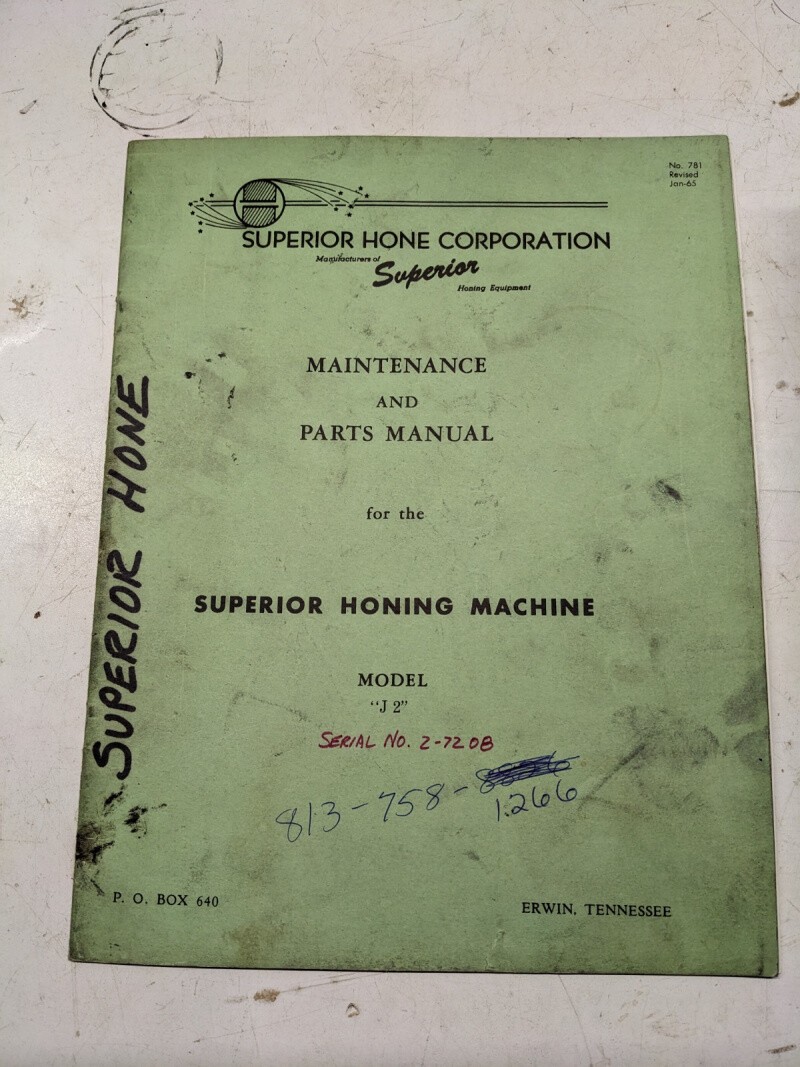 No. 781
Revised
Jan-65
SUPERIOR HONE CORPORATION
Manufacturers of
Superior
Honing Equipment
MAINTENANCE
AND
PARTS MANUAL
for the
SUPERIOR HONING MACHINE
MODEL
“J 2”
SERIAL NO. 2-7208
813-758-
1266
P. O. BOX 640
ERWIN, TENNESSEE
SUPERIOR HONE